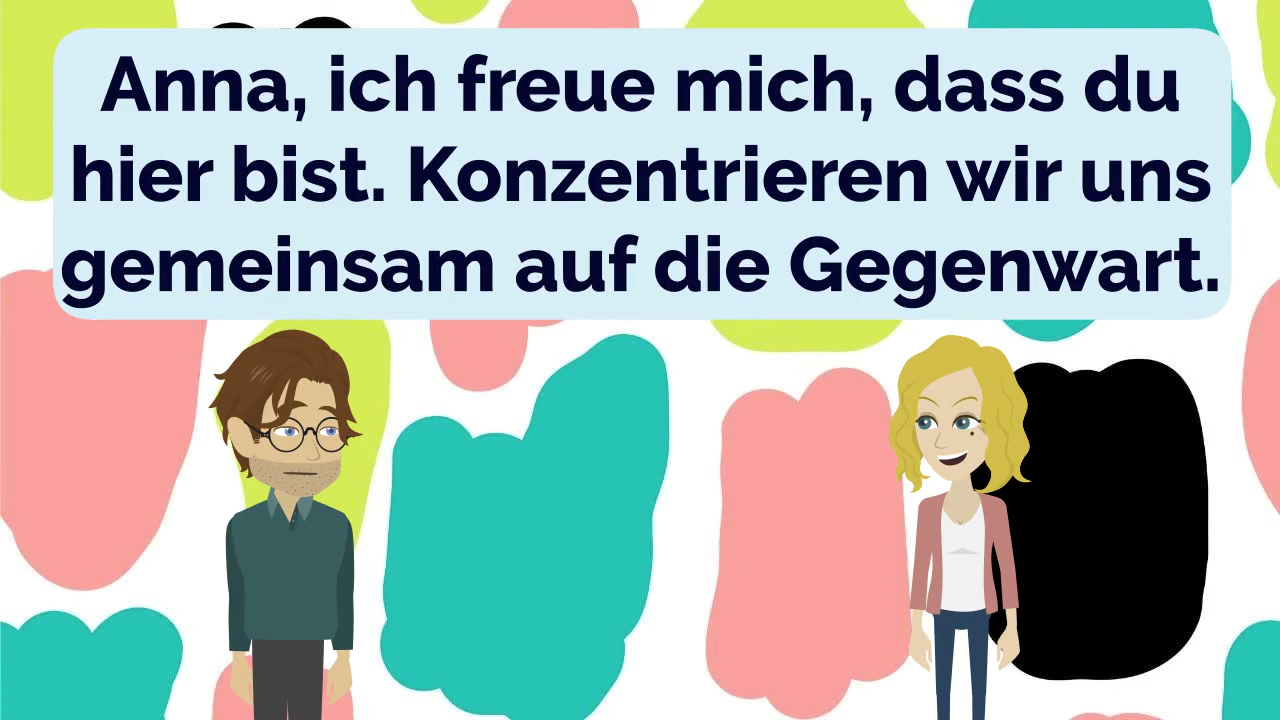 Anna, ich freue mich, dass du
hier bist. Konzentrieren wir uns
gemeinsam auf die Gegenwart.